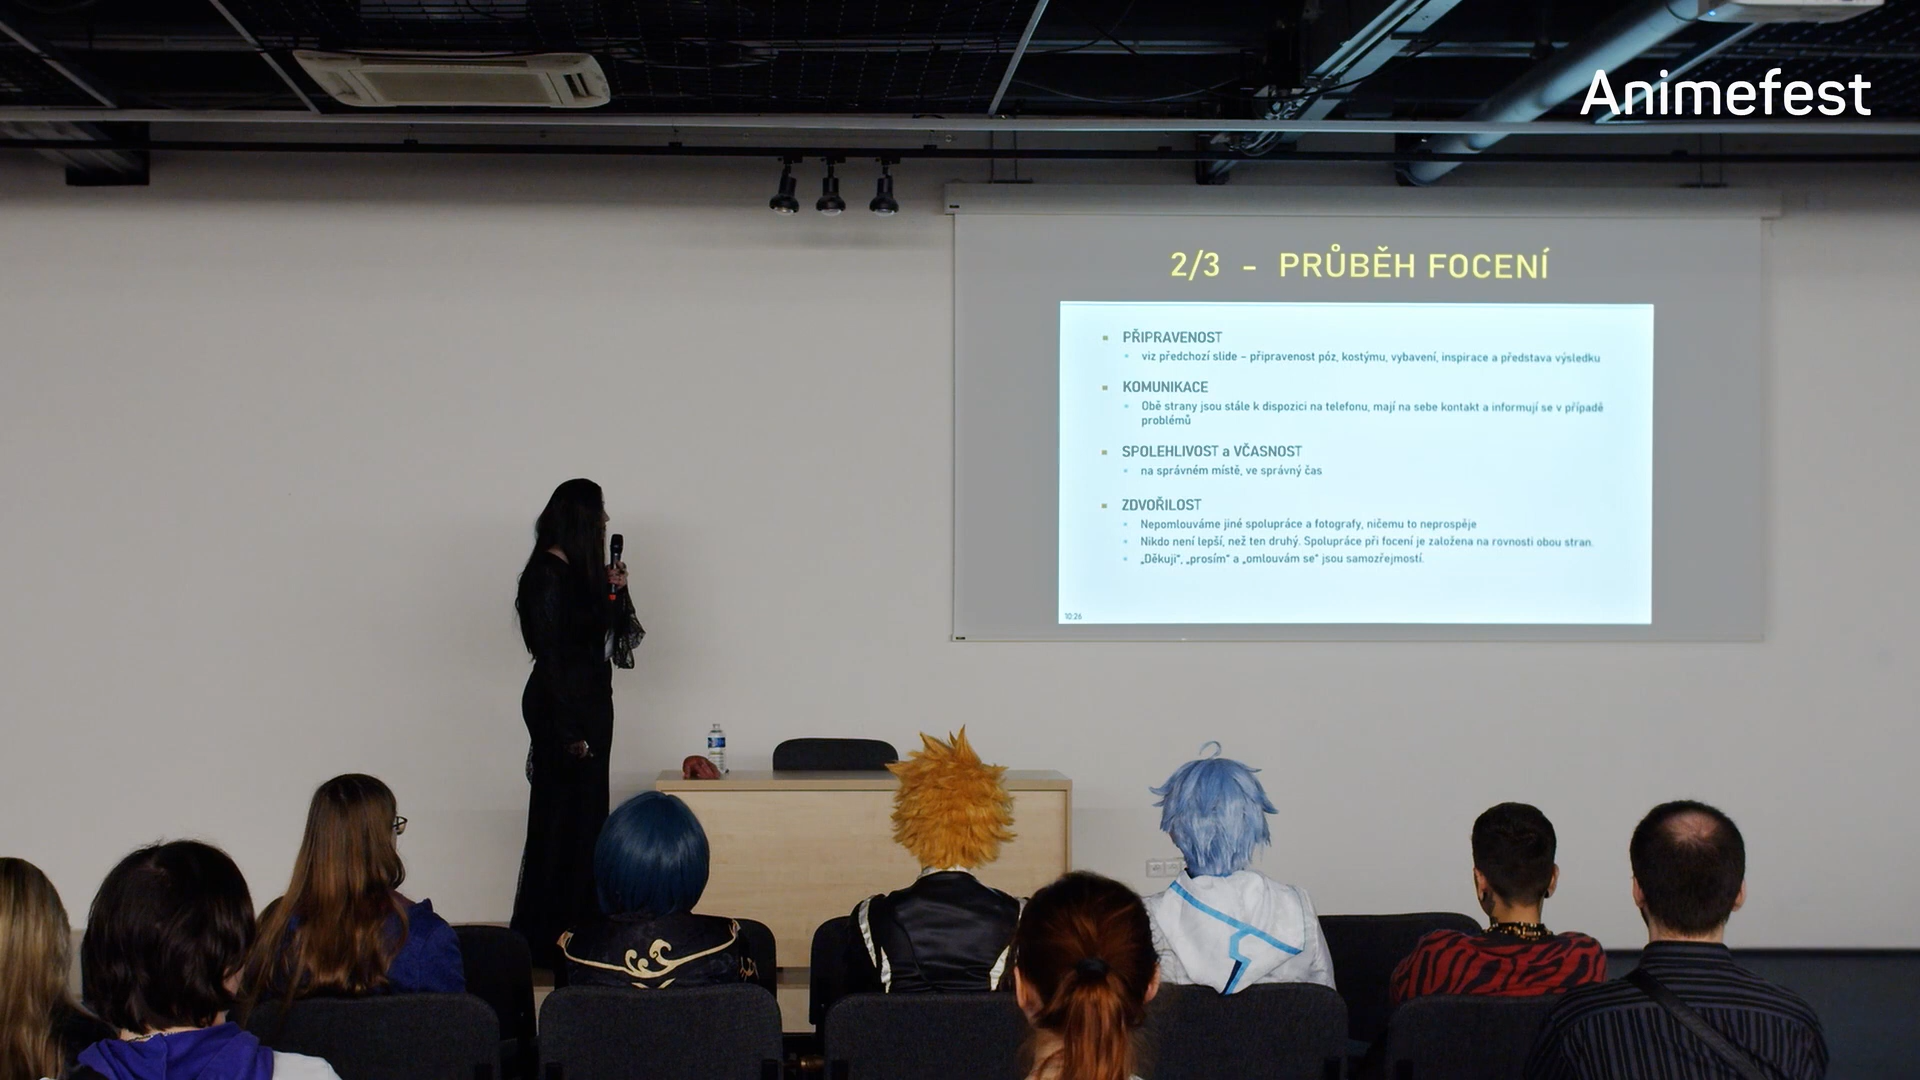 Animefest
2/3 - PRŮBĚH FOCENÍ
PŘIPRAVENOST
viz předchozí slide – připravenost póz, kostýmu, vybavení, inspirace a představa výsledku
KOMUNIKACE
Obě strany jsou stále k dispozici na telefonu, mají na sebe kontakt a informují se v případě
problémů
SPOLEHLIVOST a VČASNOST
na správném místě, ve správný čas
ZDVOŘILOST
Nepomlouváme jiné spolupráce a fotografy, ničemu to neprospěje
Nikdo není lepší, než ten druhý. Spolupráce při focení je založena na rovnosti obou stran.
„Děkuji“, „prosím“ a „omlouvám se“ jsou samozřejmostí.
10:26